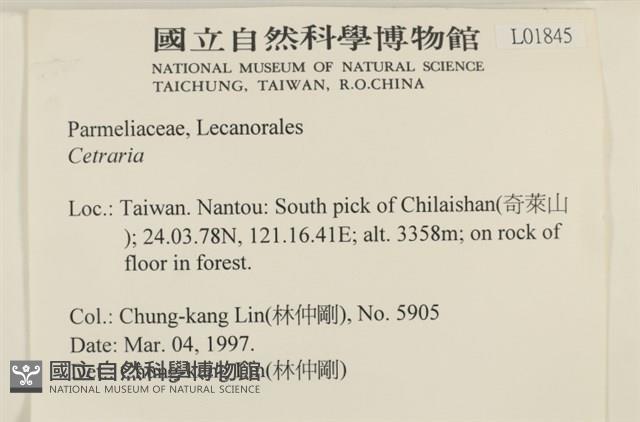 國立自然科學博物館
L01845
NATIONAL MUSEUM OF NATURAL SCIENCE
TAICHUNG, TAIWAN, R.O.CHINA
Parmeliaceae, Lecanorales
Cetraria
Loc.: Taiwan. Nantou: South pick of Chilaishan(奇萊山
); 24.03.78N, 121.16.41E; alt. 3358m; on rock of
floor in forest.
Col.: Chung-kang Lin(林仲剛), No. 5905
Date: Mar. 04, 1997.
(林仲剛)
國立自然科學博物館
NATIONAL MUSEUM OF NATURAL SCIENCE